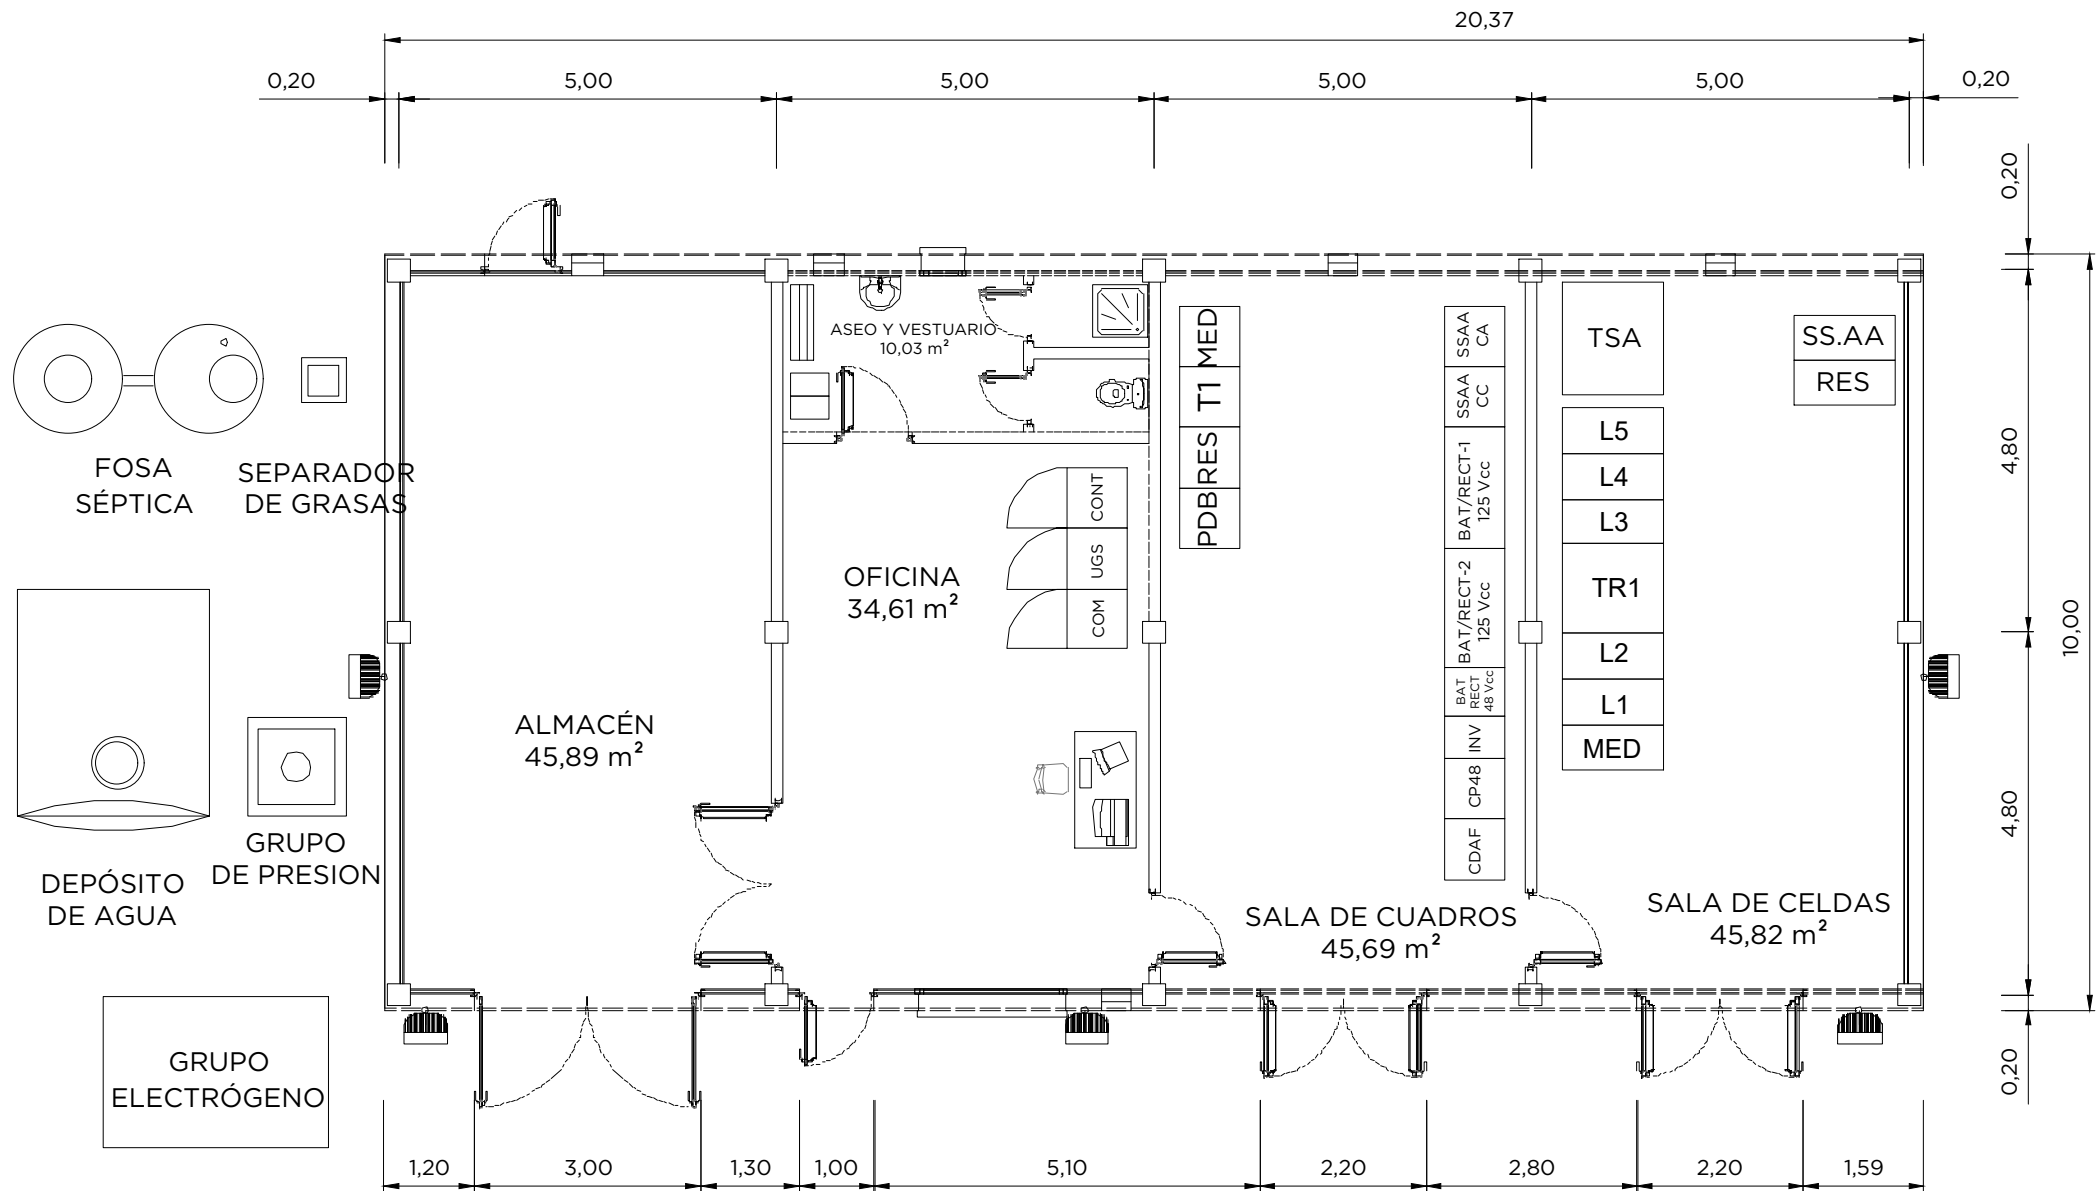 20,37
0,20
5,00
5,00
5,00
5,00
0,20
0,20
ASEO Y VESTUARIO
10,03 m²
MED
T1
RES
PDB
SSAA
CA
SSAA
CC
BAT/RECT-1
125 Vcc
BAT/RECT-2
125 Vcc
BAT
RECT
48 Vcc
INV
CP48
CDAF
TSA
L5
L4
L3
TR1
L2
L1
MED
SS.AA
RES
4,80
10,00
4,80
0,20
FOSA
SÉPTICA
SEPARADOR
DE GRASAS
CONT
UGS
COM
OFICINA
34,61 m²
ALMACÉN
45,89 m²
GRUPO
DE PRESION
DEPÓSITO
DE AGUA
SALA DE CUADROS
45,69 m²
SALA DE CELDAS
45,82 m²
GRUPO
ELECTRÓGENO
1,20
3,00
1,30
1,00
5,10
2,20
2,80
2,20
1,59